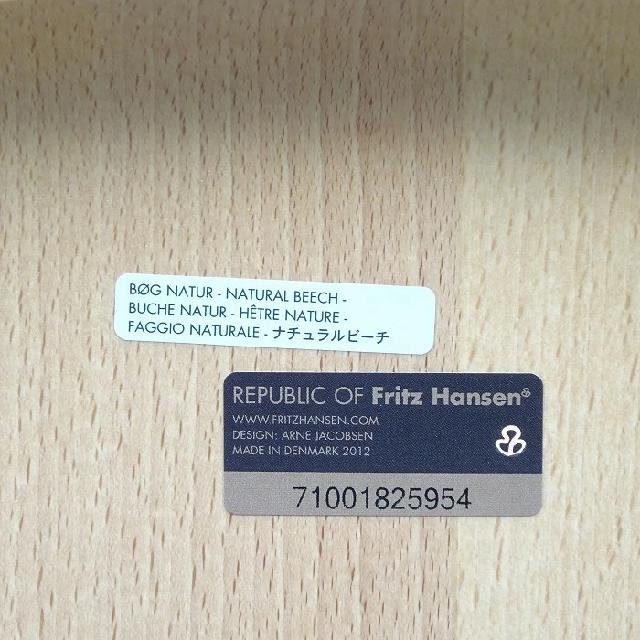 BØG NATUR - NATURAL BEECH -
BUCHE NATUR - HÊTRE NATURE -
FAGGIO NATURALE - ナチュラルビーチ
REPUBLIC OF Fritz Hansen®
WWW.FRITZHANSEN.COM
DESIGN: ARNE JACOBSEN
MADE IN DENMARK 2012
71001825954